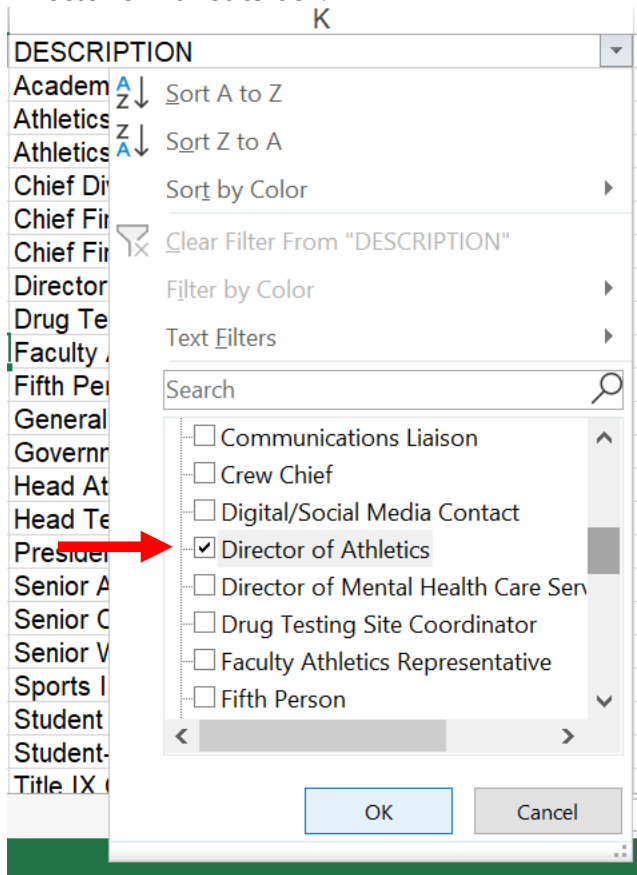 K
DESCRIPTION
Academ
Athletics
Athletics
Chief Div
Chief Fin
Chief Fin
Director
Drug Te
Faculty
Fifth Per
General
Governn
Head At
Head Te
Presider
Senior A
Senior C
Senior W
Sports I
Student
Student-
Title IX
Sort A to Z
Sort Z to A
Sort by Color
Clear Filter From "DESCRIPTION"
Filter by Color
Text Filters
Search
Communications Liaison
Crew Chief
Digital/Social Media Contact
Director of Athletics
Director of Mental Health Care Serv
Drug Testing Site Coordinator
Faculty Athletics Representative
Fifth Person
OK Cancel